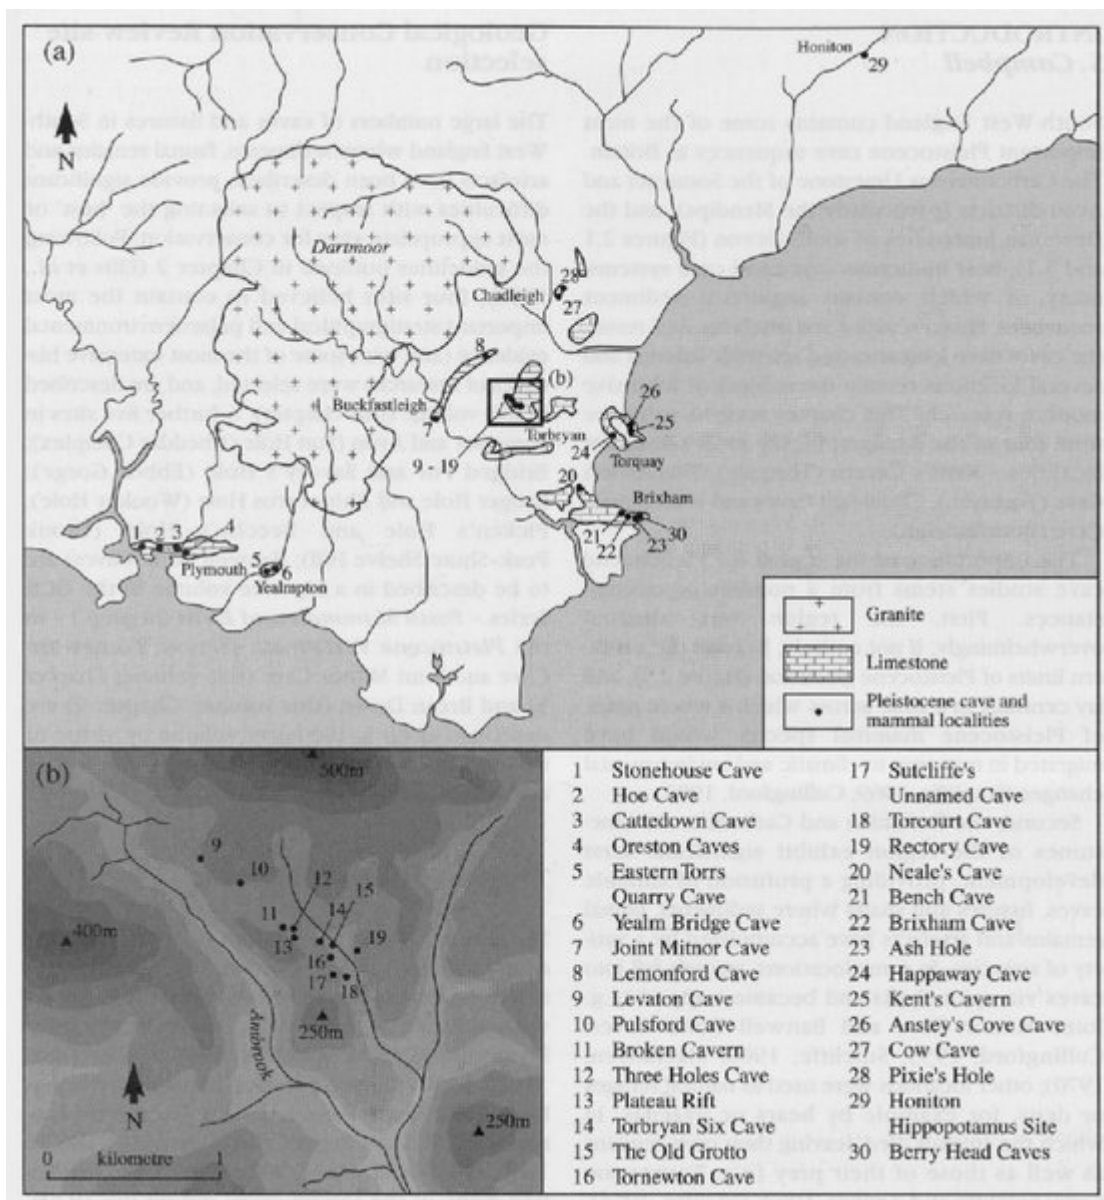 (a)
Honiton
29
N
Dartmoor
28
Chudleigh
27
8
(b)
26
Buckfastleigh
7
25
Torbryan
24
9 - 19
Torquay
20
Brixham
4
1 2 3
21
30
22
23
Plymouth
5
6
Yealmpton
Granite
Limestone
Pleistocene cave and
mammal localities
(b)
500m
9
10
12
15
14
11
400m
13
19
16
17
18
250m
Ambrook
N
250m
0 kilometre 1
1 Stonehouse Cave
2 Hoe Cave
3 Cattedown Cave
4 Oreston Caves
5 Eastern Torrs
Quarry Cave
6 Yealm Bridge Cave
7 Joint Mitnor Cave
8 Lemonford Cave
9 Levaton Cave
10 Pulsford Cave
11 Broken Cavern
12 Three Holes Cave
13 Plateau Rift
14 Torbryan Six Cave
15 The Old Grotto
16 Tornewton Cave
17 Sutcliffe's
Unnamed Cave
18 Torcourt Cave
19 Rectory Cave
20 Neale's Cave
21 Bench Cave
22 Brixham Cave
23 Ash Hole
24 Happaway Cave
25 Kent's Cavern
26 Anstey's Cove Cave
27 Cow Cave
28 Pixie's Hole
29 Honiton
Hippopotamus Site
30 Berry Head Caves